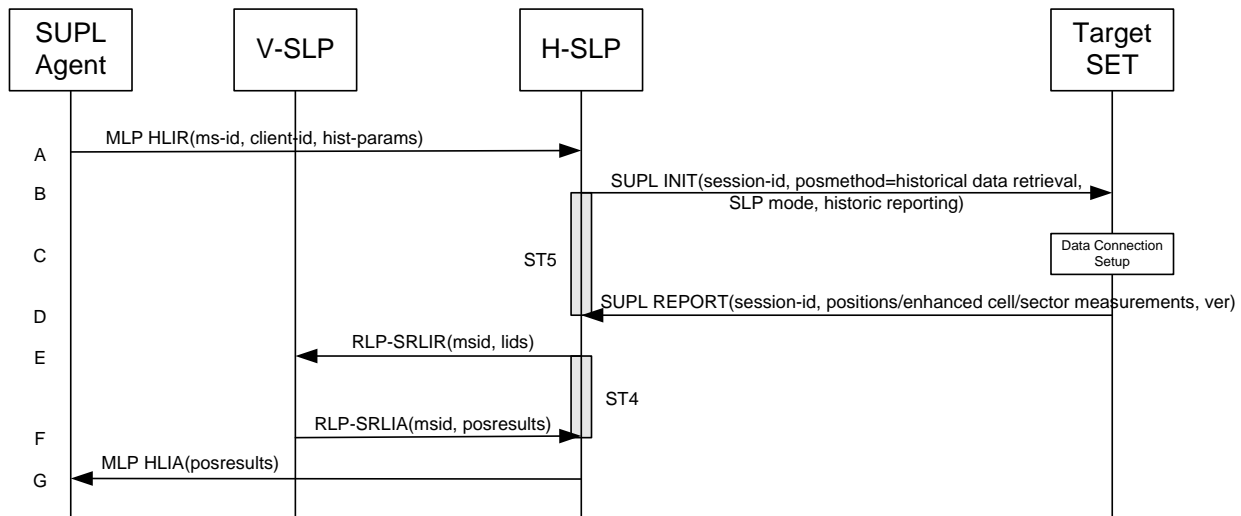 SUPL
Agent
V-SLP
H-SLP
Target
SET
MLP HLIR(ms-id, client-id, hist-params)
A
SUPL INIT(session-id, posmethod=historical data retrieval,
SLP mode, historic reporting)
B
Data Connection
Setup
C
ST5
SUPL REPORT(session-id, positions/enhanced cell/sector measurements, ver)
D
RLP-SRLIR(msid, lids)
E
ST4
RLP-SRLIA(msid, posresults)
F
MLP HLIA(posresults)
G